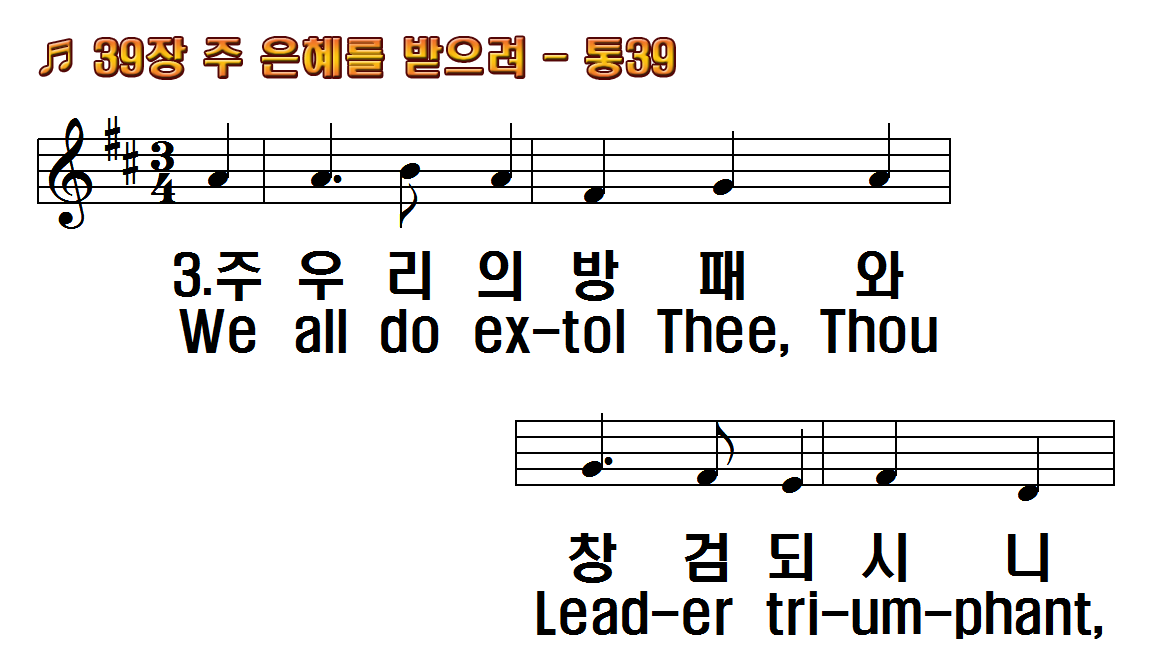 ♬ 39장 주 은혜를 받으려 - 통39
3.주 우 리 의 방 패 와
We all do ex-tol Thee, Thou
창 검 되 시 니
Lead-er tri-um-phant,